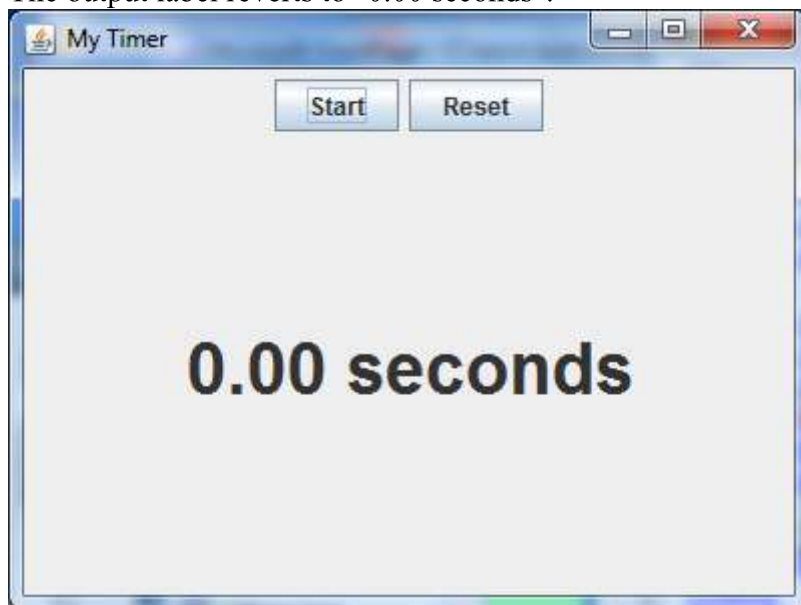 The output label reverts to "0.00 seconds".
My Timer
Start Reset
0.00 seconds